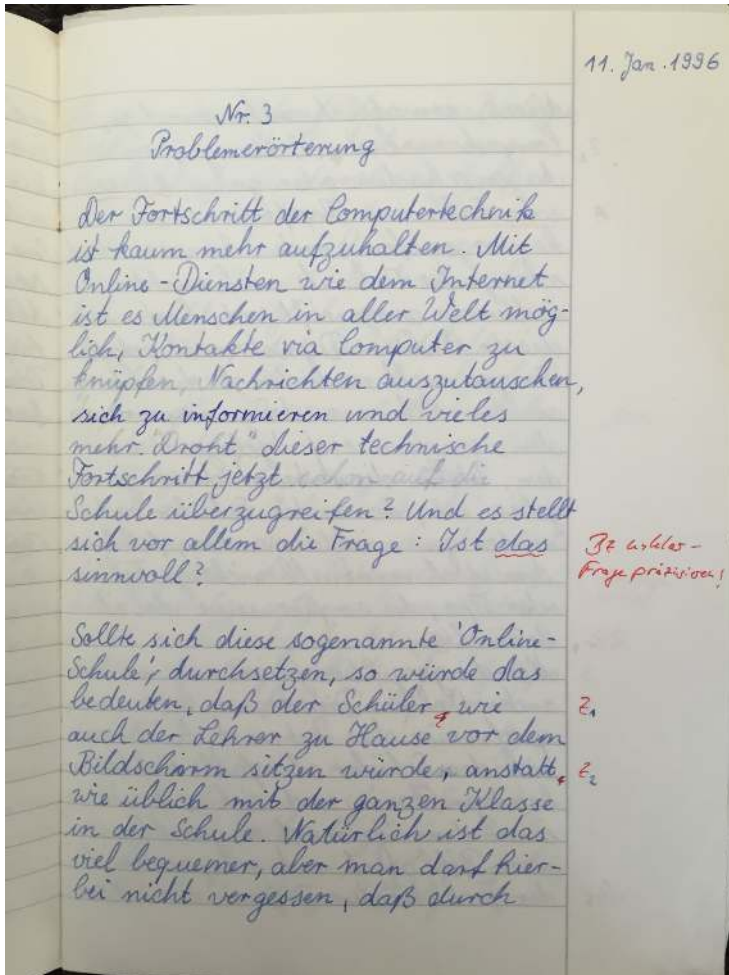 11. Jan. 1996
Nr. 3
Problemerörterung
Der Fortschritt der Computertechnik
ist kaum mehr aufzuhalten. Mit
Online-Diensten wie dem Internet
ist es Menschen in aller Welt mög-
lich, Kontakte via Computer zu
knüpfen, Nachrichten auszutauschen,
sich zu informieren und vieles
mehr. "Droht" dieser technische
Fortschritt jetzt schon auf die
Schule überzugreifen? Und es stellt
sich vor allem die Frage: Ist das
sinnvoll?
Bz unklar -
Frage präzisieren!
Sollte sich diese sogenannte 'Online-
Schule', durchsetzen, so würde das
bedeuten, daß der Schüler, wie
Z₁
auch der Lehrer zu Hause vor dem
Bildschirm sitzen würde, anstatt,
Z₂
wie üblich mit der ganzen Klasse
in der Schule. Natürlich ist das
viel bequemer, aber man darf hier-
bei nicht vergessen, daß durch